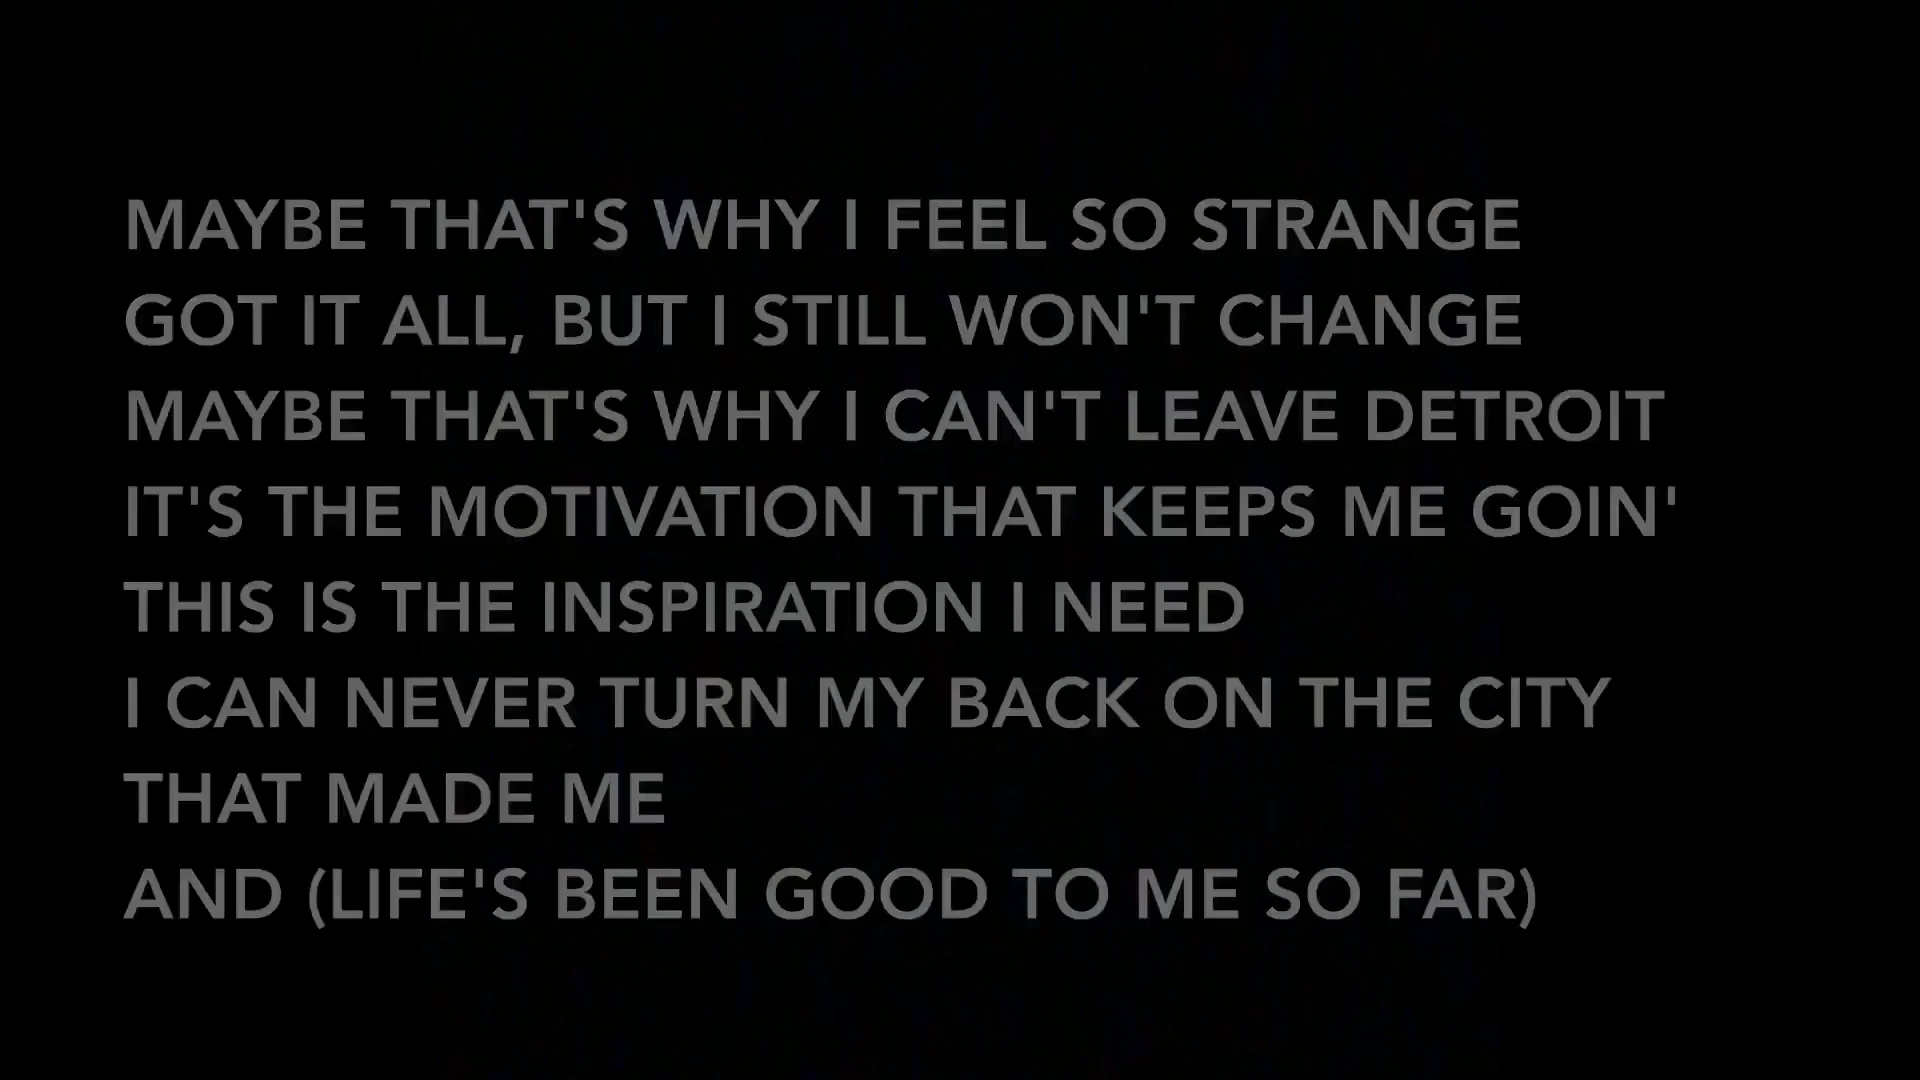 MAYBE THAT'S WHY I FEEL SO STRANGE
GOT IT ALL, BUT I STILL WON'T CHANGE
MAYBE THAT'S WHY I CAN'T LEAVE DETROIT
IT'S THE MOTIVATION THAT KEEPS ME GOIN'
THIS IS THE INSPIRATION I NEED
I CAN NEVER TURN MY BACK ON THE CITY
THAT MADE ME
AND (LIFE'S BEEN GOOD TO ME SO FAR)